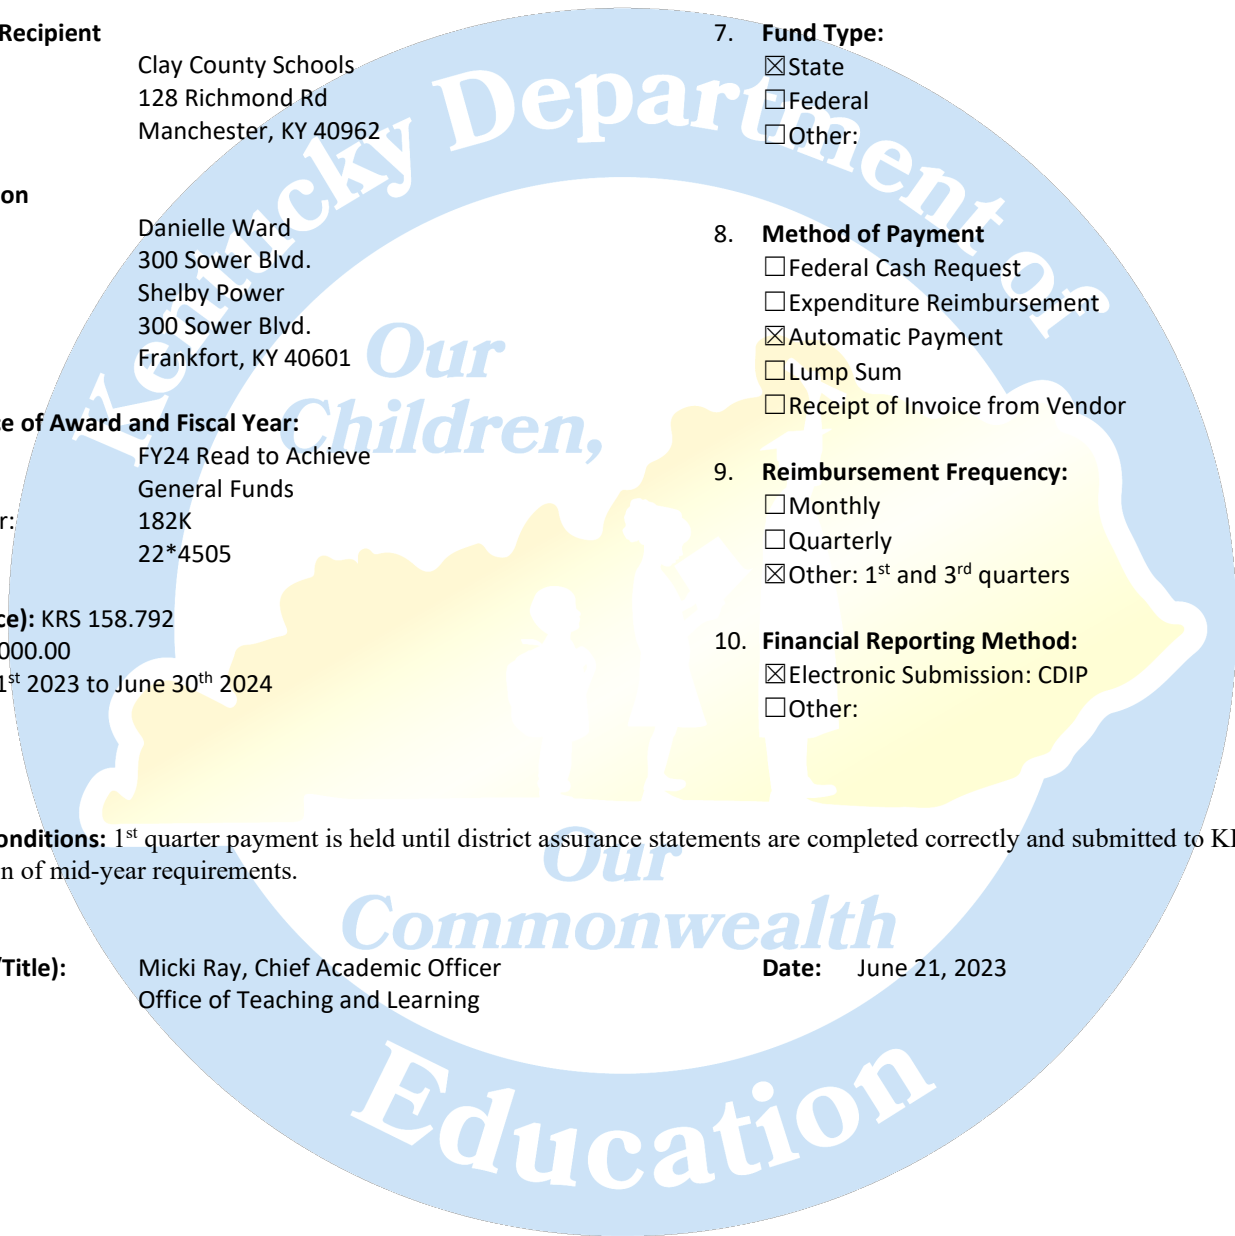 Recipient
Clay County Schools
128 Richmond Rd
Manchester, KY 40962
on
Danielle Ward
300 Sower Blvd.
Shelby Power
300 Sower Blvd.
Frankfort, KY 40601
e of Award and Fiscal Year:
FY24 Read to Achieve
General Funds
r: 182K
22*4505
ce): KRS 158.792
000.00
1st 2023 to June 30th 2024
7. Fund Type:
☒State
☐Federal
☐Other:
8. Method of Payment
☐Federal Cash Request
☐Expenditure Reimbursement
☒Automatic Payment
☐Lump Sum
☐Receipt of Invoice from Vendor
9. Reimbursement Frequency:
☐Monthly
☐Quarterly
☒Other: 1st and 3rd quarters
10. Financial Reporting Method:
☒Electronic Submission: CDIP
☐Other:
onditions: 1st quarter payment is held until district assurance statements are completed correctly and submitted to K
n of mid-year requirements.
/Title): Micki Ray, Chief Academic Officer Date: June 21, 2023
Office of Teaching and Learning
Kentucky Department of
Education
Our
Children,
Our
Commonwealth